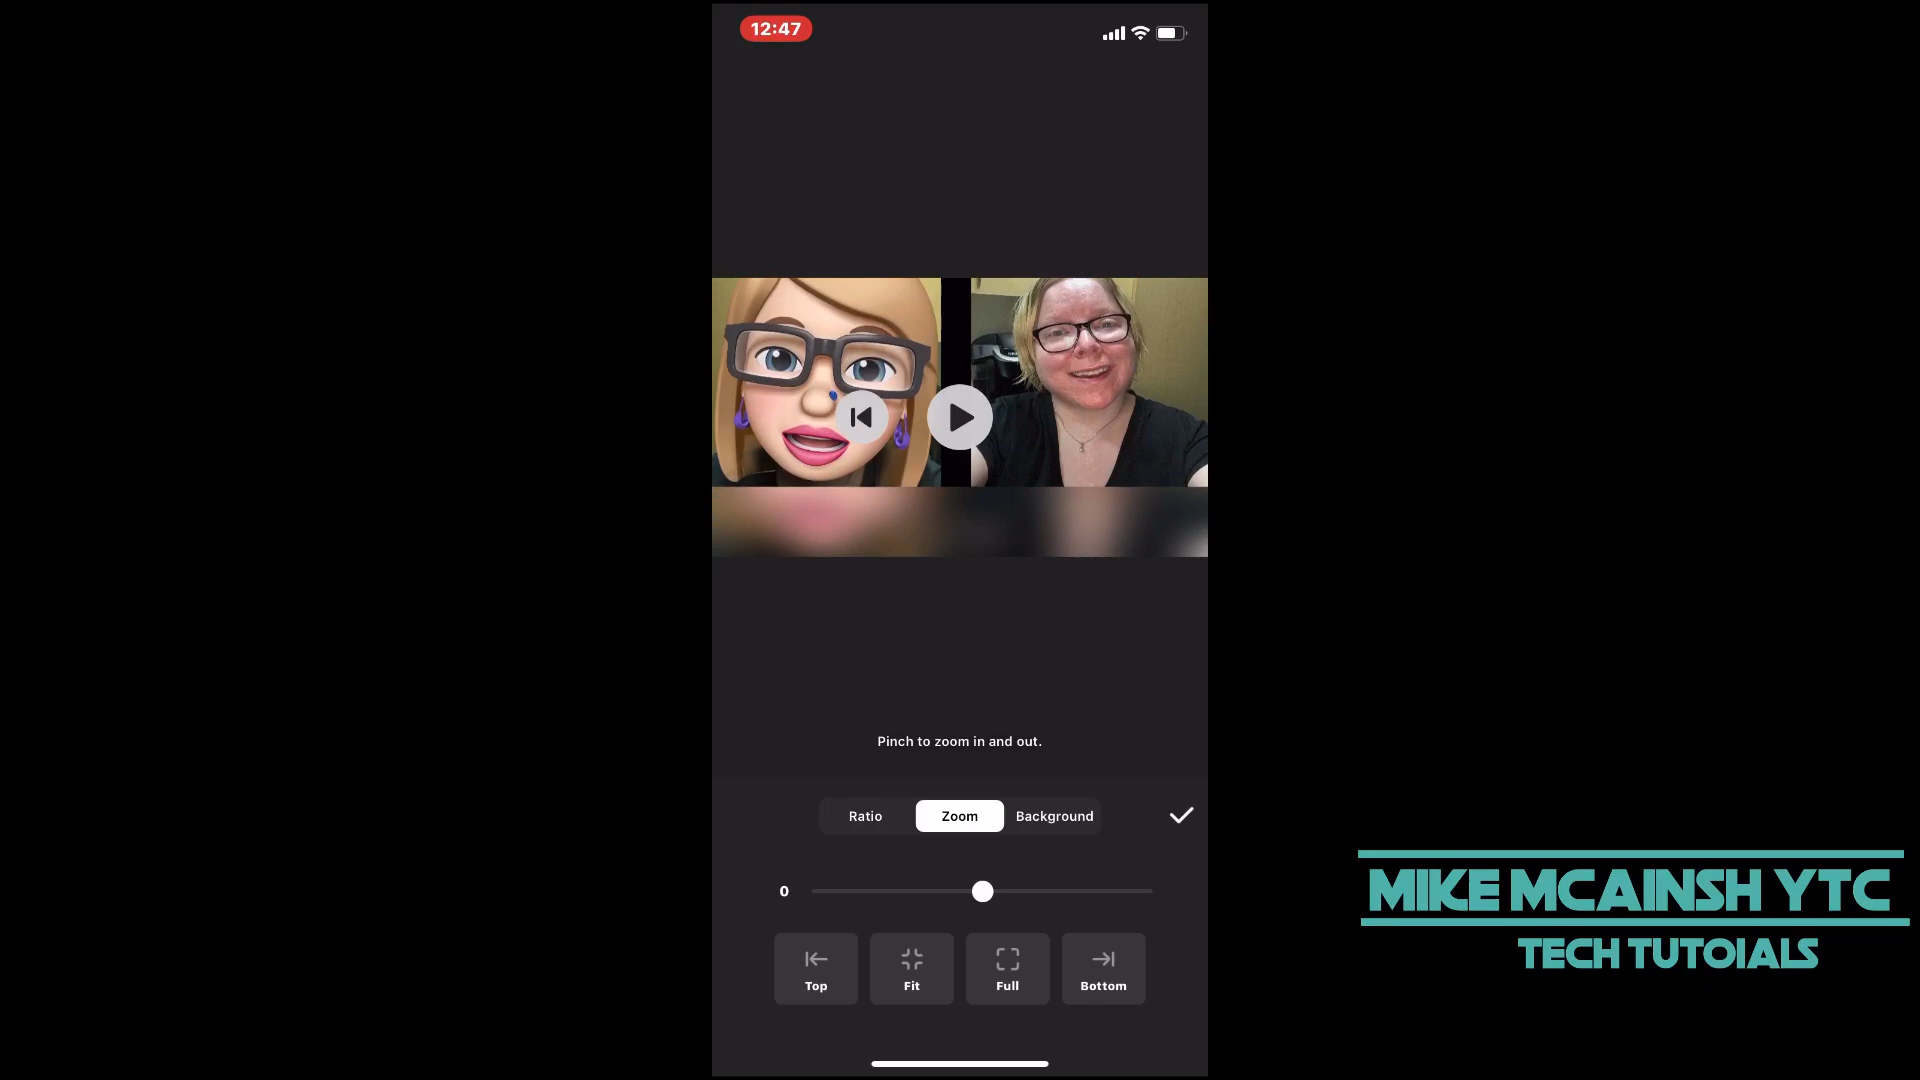 12:47
Pinch to zoom in and out.
Ratio Zoom Background
0
Top Fit Full Bottom
MIKE MCAINSH YTC
TECH TUTOIALS